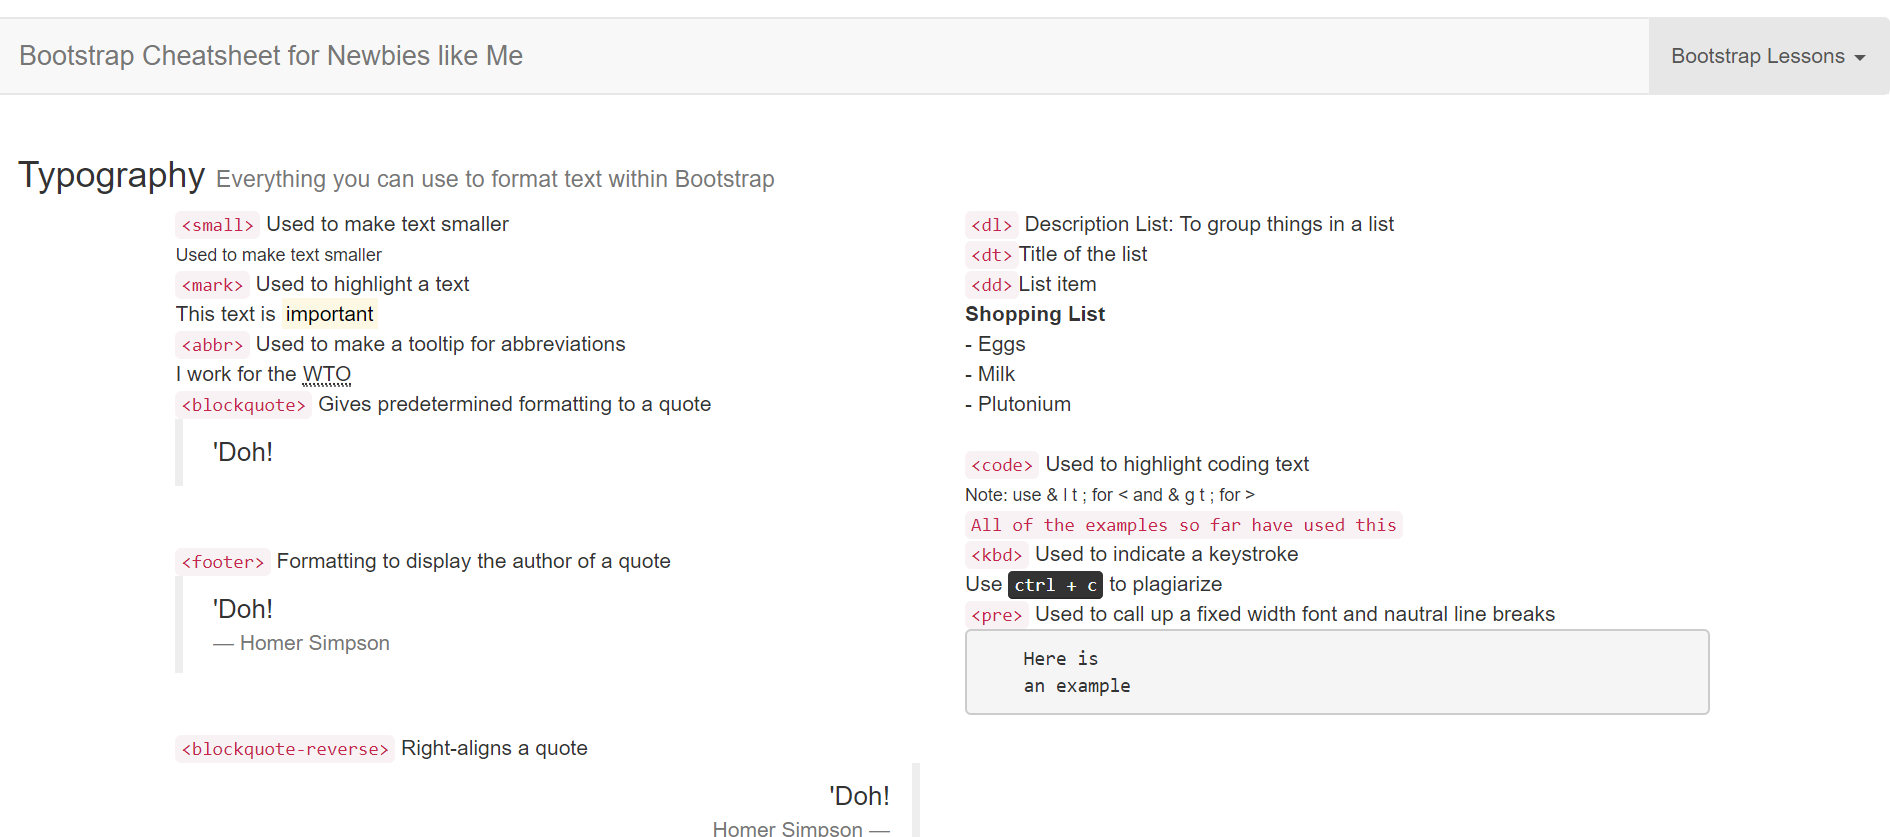 Bootstrap Cheatsheet for Newbies like Me
Bootstrap Lessons
Typography Everything you can use to format text within Bootstrap
<small> Used to make text smaller
Used to make text smaller
<mark> Used to highlight a text
This text is important
<abbr> Used to make a tooltip for abbreviations
I work for the WTO
<blockquote> Gives predetermined formatting to a quote
'Doh!
<footer> Formatting to display the author of a quote
'Doh!
— Homer Simpson
<blockquote-reverse> Right-aligns a quote
'Doh!
Homer Simpson —
<dl> Description List: To group things in a list
<dt> Title of the list
<dd> List item
Shopping List
- Eggs
- Milk
- Plutonium
<code> Used to highlight coding text
Note: use & l t ; for < and & g t ; for >
All of the examples so far have used this
<kbd> Used to indicate a keystroke
Use ctrl + c to plagiarize
<pre> Used to call up a fixed width font and nautral line breaks
Here is
an example